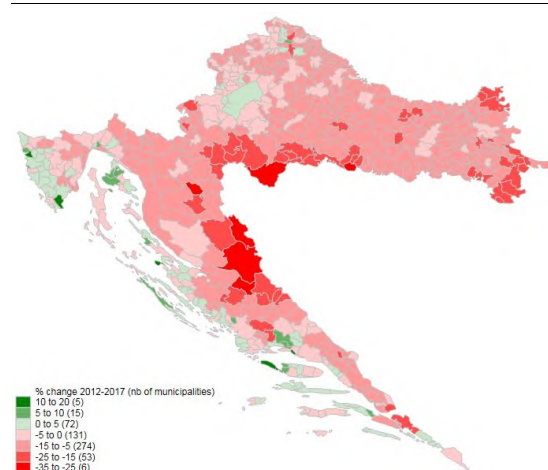 % change 2012-2017 (nb of municipalities)
10 to 20 (5)
5 to 10 (15)
0 to 5 (72)
-5 to 0 (131)
-15 to -5 (274)
-25 to -15 (53)
-35 to -25 (6)